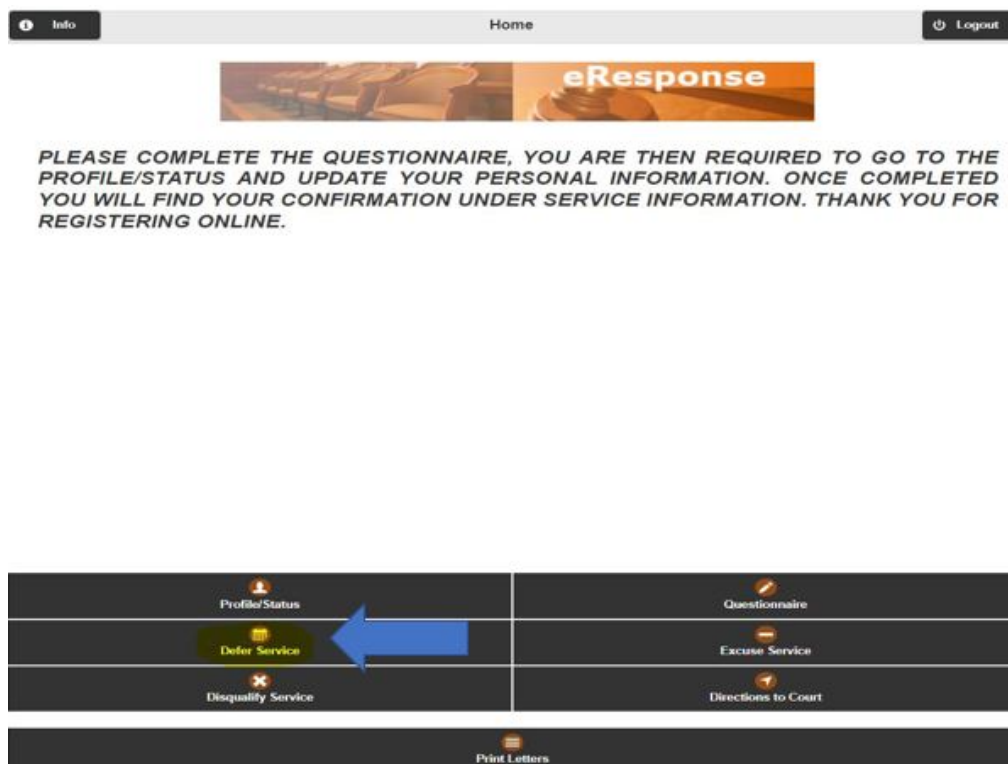 Info
Home
Logout
eResponse
PLEASE COMPLETE THE QUESTIONNAIRE, YOU ARE THEN REQUIRED TO GO TO THE
PROFILE/STATUS AND UPDATE YOUR PERSONAL INFORMATION. ONCE COMPLETED
YOU WILL FIND YOUR CONFIRMATION UNDER SERVICE INFORMATION. THANK YOU FOR
REGISTERING ONLINE.
Profile/Status
Questionnaire
Defer Service
Excuse Service
Disqualify Service
Directions to Court
Print Letters